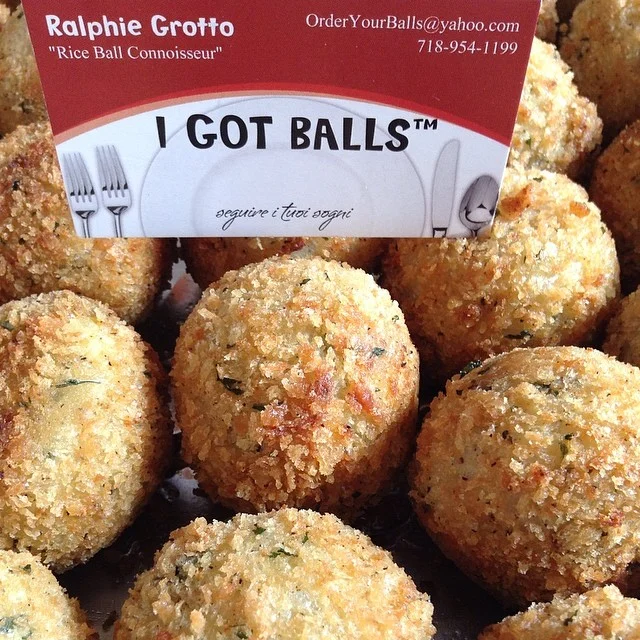 Ralphie Grotto
"Rice Ball Connoisseur"
OrderYourBalls@yahoo.com
718-954-1199
I GOT BALLS™
seguire i tuoi sogni